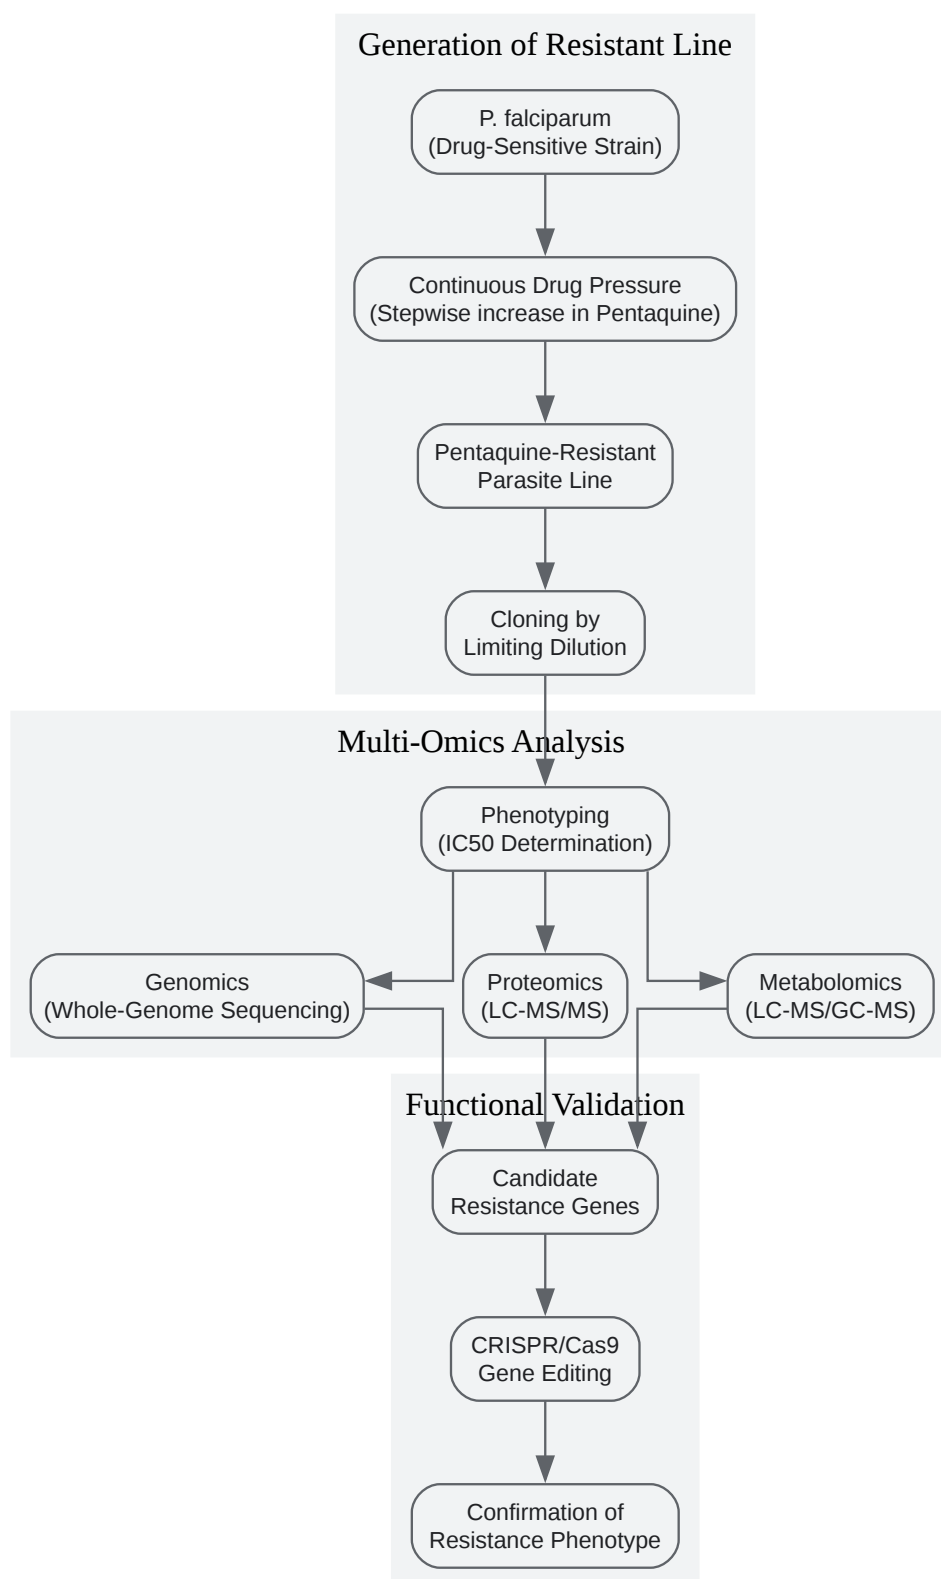 Generation of Resistant Line
P. falciparum
(Drug-Sensitive Strain)
Continuous Drug Pressure
(Stepwise increase in Pentaquine)
Pentaquine-Resistant
Parasite Line
Cloning by
Limiting Dilution
Multi-Omics Analysis
Phenotyping
(IC50 Determination)
Genomics
(Whole-Genome Sequencing)
Proteomics
(LC-MS/MS)
Metabolomics
(LC-MS/GC-MS)
Functional Validation
Candidate
Resistance Genes
CRISPR/Cas9
Gene Editing
Confirmation of
Resistance Phenotype